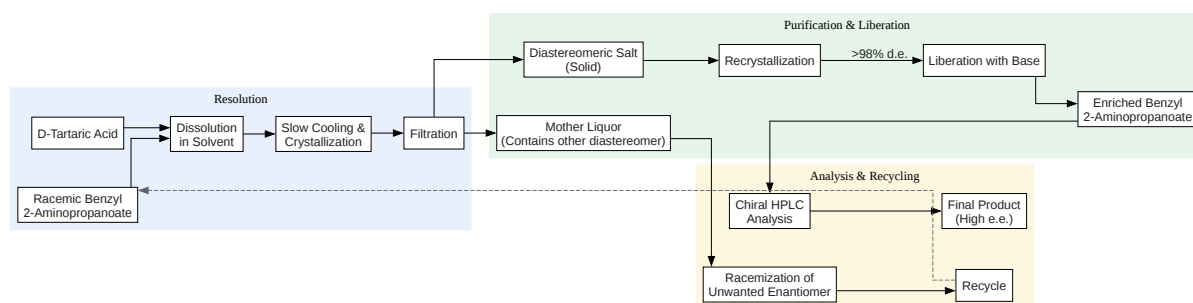 Purification & Liberation
Diastereomeric Salt
(Solid)
Recrystallization
>98% d.e.
Liberation with Base
Enriched Benzyl
2-Aminopropanoate
Mother Liquor
(Contains other diastereomer)
Resolution
D-Tartaric Acid
Dissolution
in Solvent
Slow Cooling &
Crystallization
Filtration
Racemic Benzyl
2-Aminopropanoate
Analysis & Recycling
Chiral HPLC
Analysis
Final Product
(High e.e.)
Racemization of
Unwanted Enantiomer
Recycle